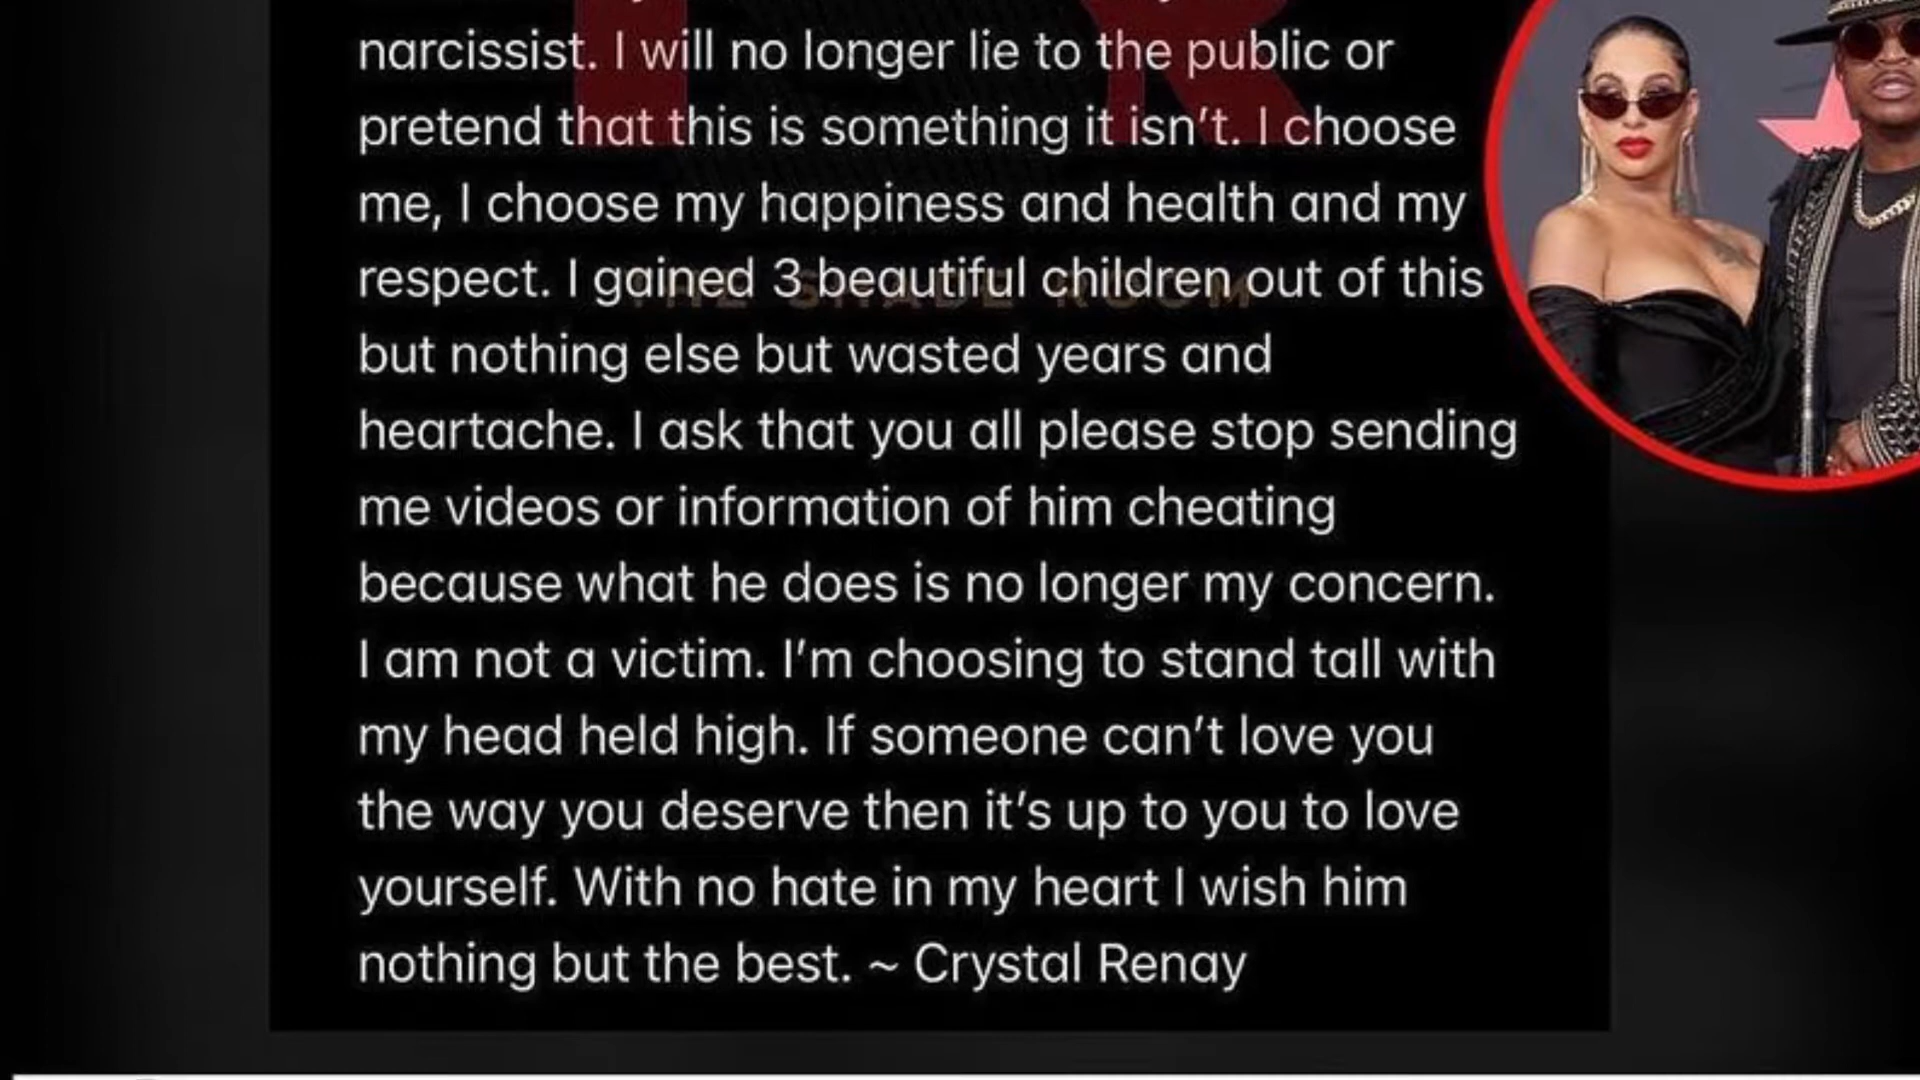 narcissist. I will no longer lie to the public or
pretend that this is something it isn't. I choose
me, I choose my happiness and health and my
respect. I gained 3 beautiful children out of this
THE SHADE ROOM
but nothing else but wasted years and
heartache. I ask that you all please stop sending
me videos or information of him cheating
because what he does is no longer my concern.
I am not a victim. I'm choosing to stand tall with
my head held high. If someone can't love you
the way you deserve then it's up to you to love
yourself. With no hate in my heart I wish him
nothing but the best. ~ Crystal Renay